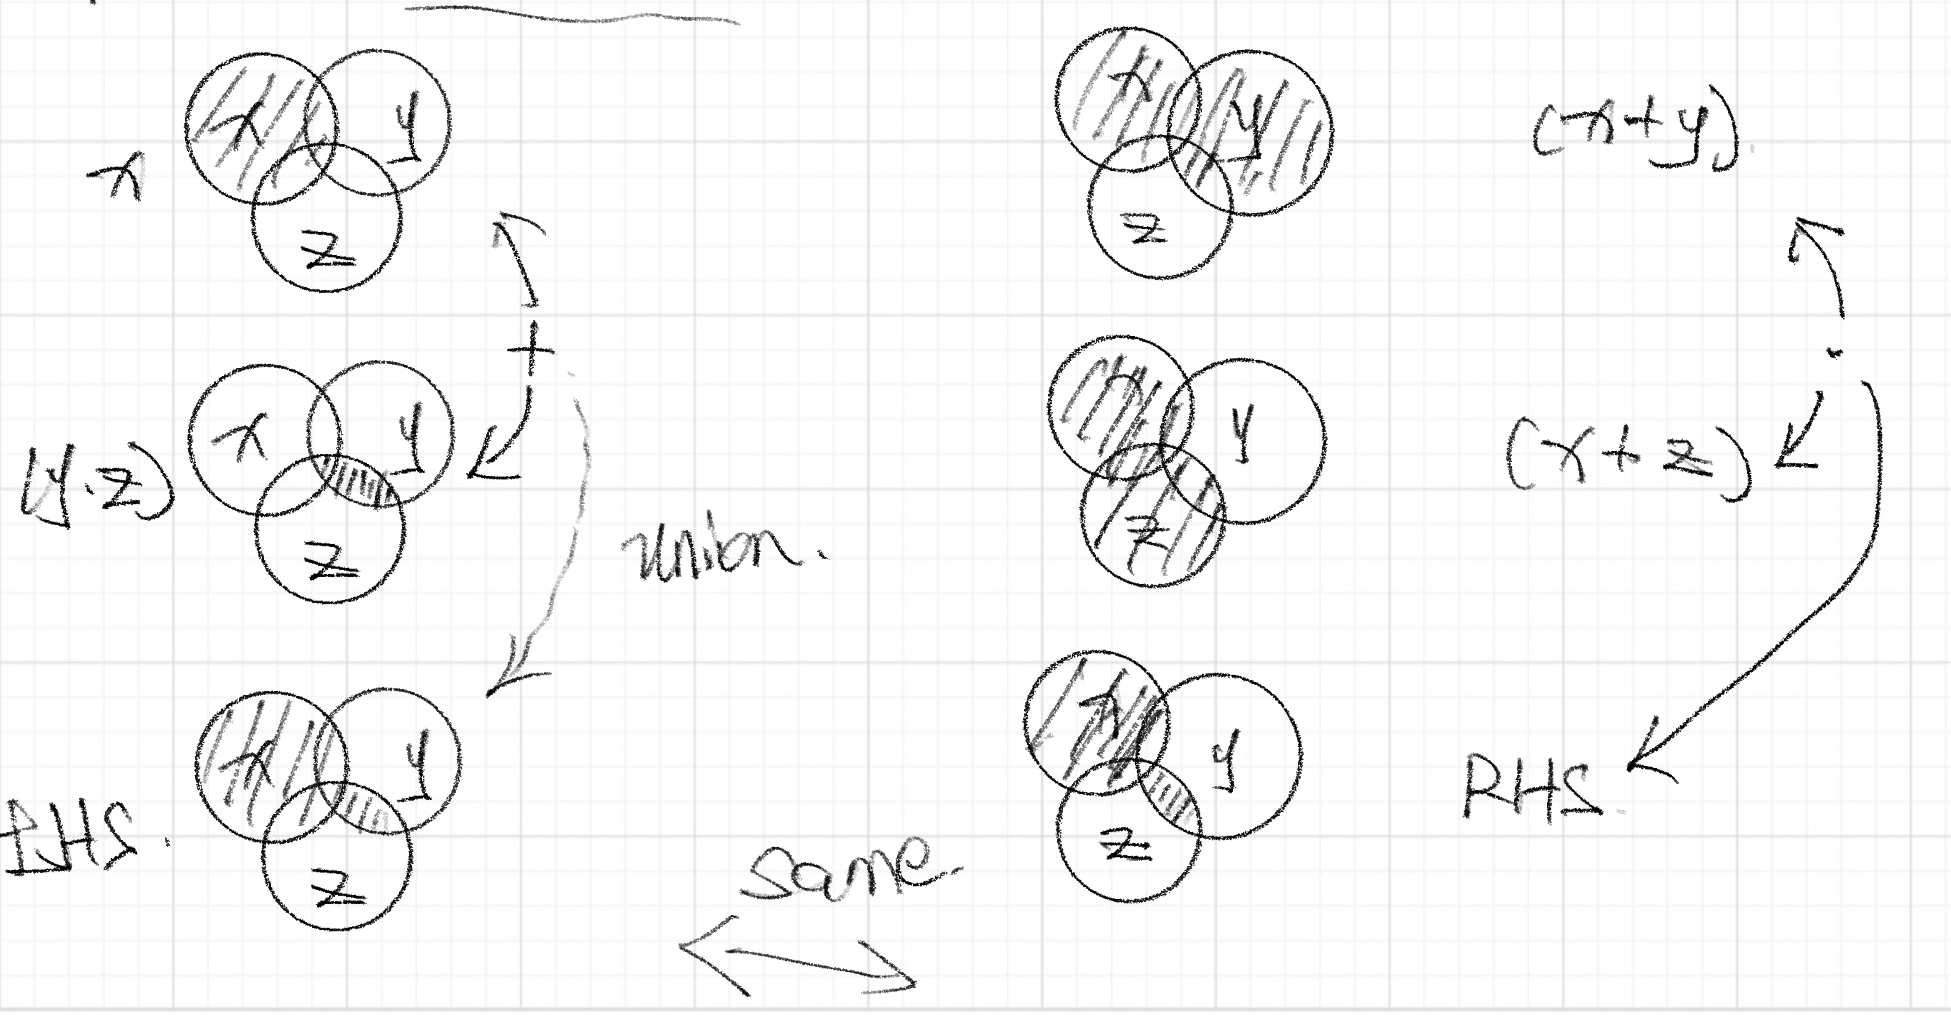 x y
x
z
+
x y
(y·z)
z
union.
x y
LHS.
z
x y (x+y)
z
·
x y
(x+z)
z
x y
RHS.
z
same